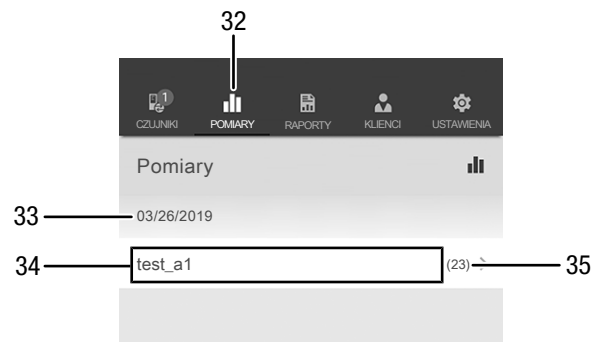 32
1
CZUJNIKI POMIARY RAPORTY KLIENCI USTAWIENIA
Pomiary
33 03/26/2019
34 test_a1 (23) 35